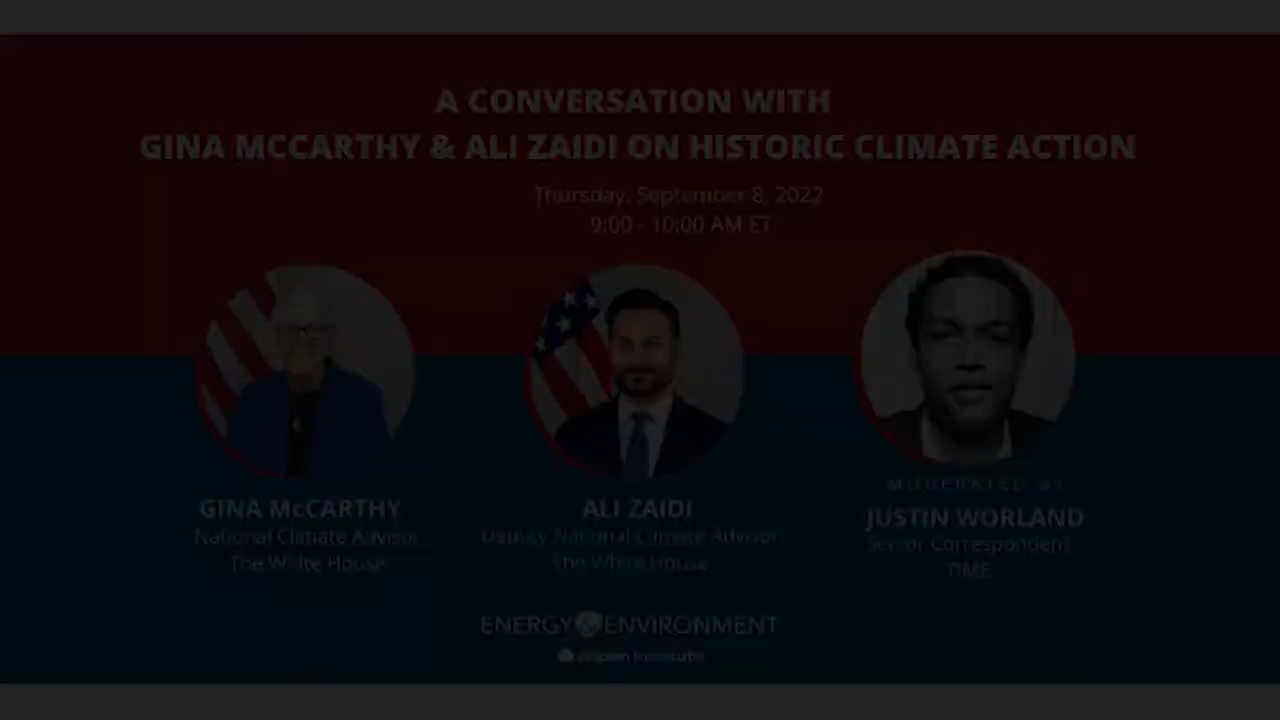 A CONVERSATION WITH
GINA MCCARTHY & ALI ZAIDI ON HISTORIC CLIMATE ACTION
Thursday, September 8, 2022
9:00 - 10:00 AM ET
GINA McCARTHY
National Climate Advisor
The White House
ALI ZAIDI
Deputy National Climate Advisor
The White House
MODERATED BY
JUSTIN WORLAND
Senior Correspondent
TIME
ENERGY & ENVIRONMENT
aspen institute